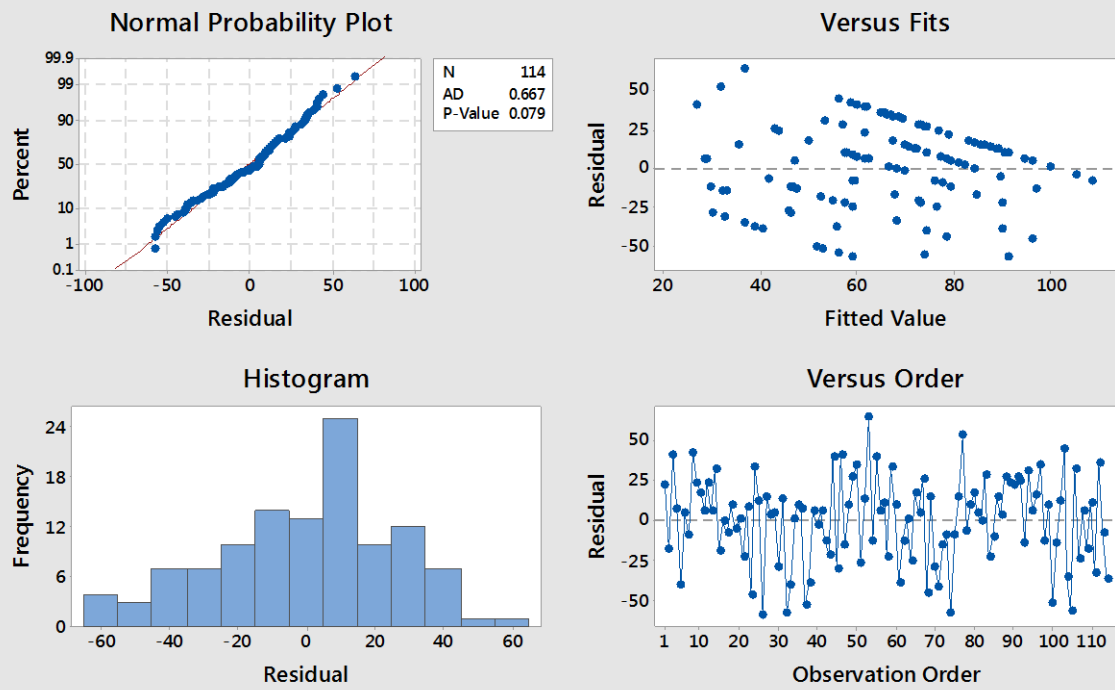 Normal Probability Plot
99.9
99
90
50
10
1
0.1
Percent
-100 -50 0 50 100
Residual
N 114
AD 0.667
P-Value 0.079
Versus Fits
50
25
0
-25
-50
Residual
20 40 60 80 100
Fitted Value
Histogram
24
18
12
6
0
Frequency
-60 -40 -20 0 20 40 60
Residual
Versus Order
50
25
0
-25
-50
Residual
1 10 20 30 40 50 60 70 80 90 100 110
Observation Order